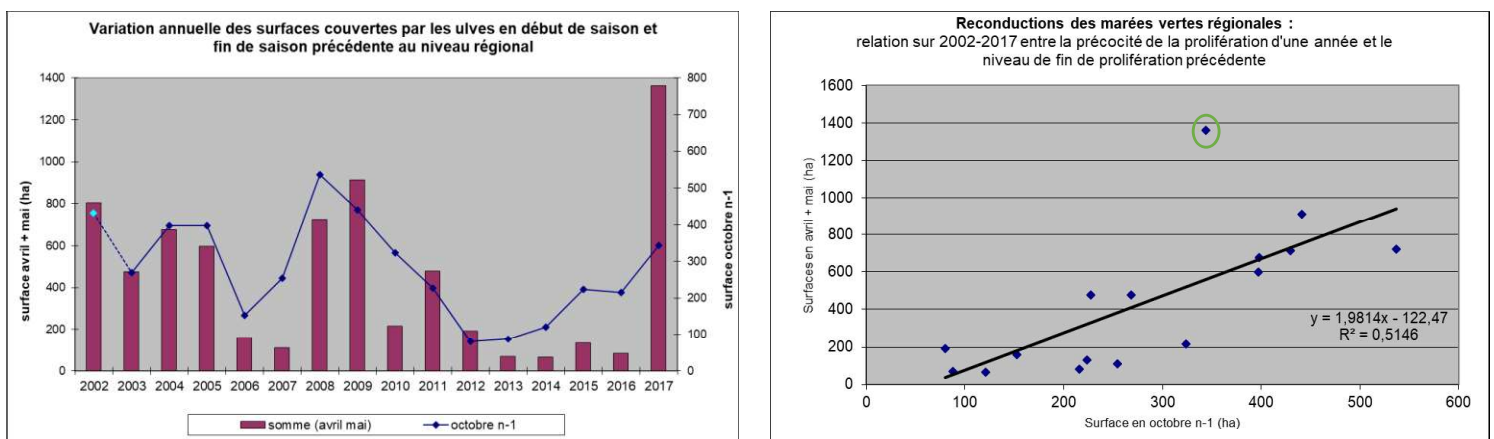 Variation annuelle des surfaces couvertes par les ulves en début de saison et
fin de saison précédente au niveau régional
surface avril + mai (ha)
1400
1200
1000
800
600
400
200
0
800
700
600
500
400
300
200
100
0
surface octobre n-1
2002 2003 2004 2005 2006 2007 2008 2009 2010 2011 2012 2013 2014 2015 2016 2017
somme (avril mai) octobre n-1
Reconductions des marées vertes régionales :
relation sur 2002-2017 entre la précocité de la prolifération d'une année et le
niveau de fin de prolifération précédente
Surfaces en avril + mai (ha)
1600
1400
1200
1000
800
600
400
200
0
y = 1,9814x - 122,47
R² = 0,5146
0 100 200 300 400 500 600
Surface en octobre n-1 (ha)